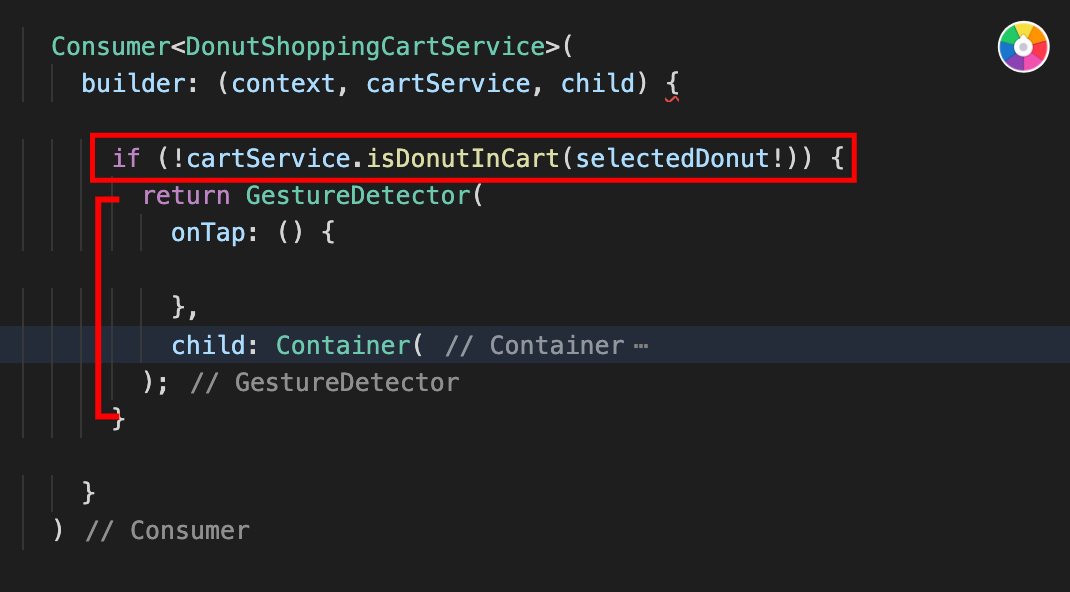 Consumer<DonutShoppingCartService>(
builder: (context, cartService, child) {
if (!cartService.isDonutInCart(selectedDonut!)) {
return GestureDetector(
onTap: () {
},
child: Container( // Container ⋯
); // GestureDetector
}
}
) // Consumer